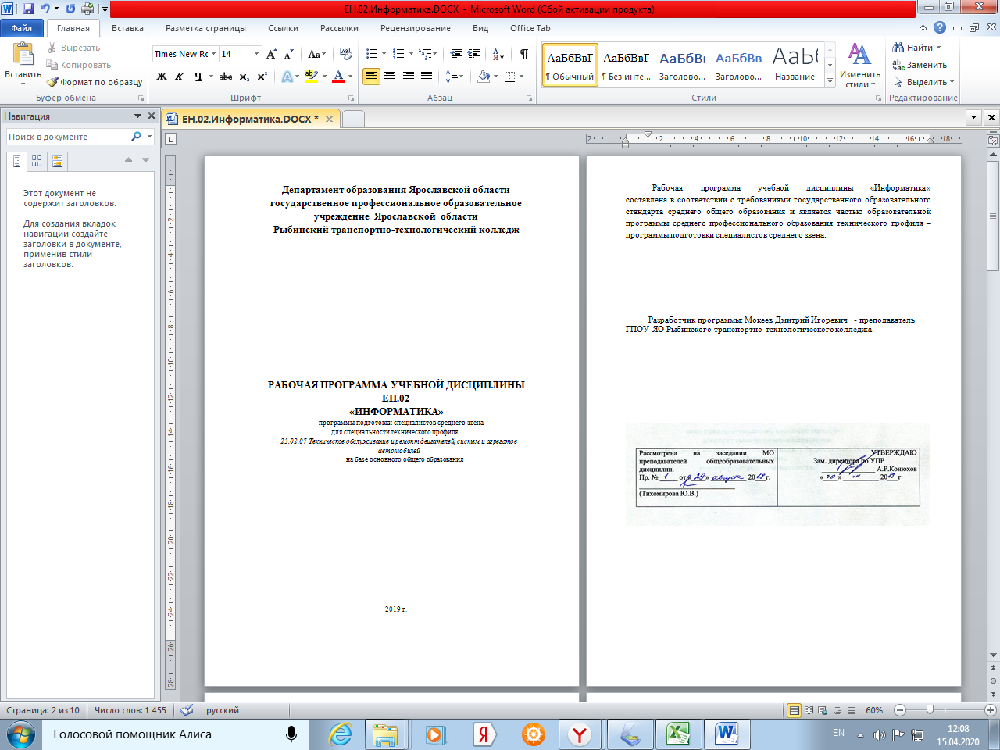 ЕН.02.Информатика.DOCX - Microsoft Word (Сбой активации продукта)
Файл Главная Вставка Разметка страницы Ссылки Рассылки Рецензирование Вид Office Tab
Вставить
Вырезать
Копировать
Формат по образцу
Буфер обмена
Times New Rc 14
Ж К Ч abc x₂ x²
Шрифт
Абзац
АаБбВвГ АаБбВвГ АаБбВı АаБбВв АаЬ
¶ Обычный ¶ Без инте... Заголово... Заголово... Название
Изменить стили
Стили
Найти
Заменить
Выделить
Редактирование
Навигация
Поиск в документе
Этот документ не
содержит заголовков.
Для создания вкладок
навигации создайте
заголовки в документе,
применив стили
заголовков.
ЕН.02.Информатика.DOCX *
Департамент образования Ярославской области
государственное профессиональное образовательное
учреждение Ярославской области
Рыбинский транспортно-технологический колледж
РАБОЧАЯ ПРОГРАММА УЧЕБНОЙ ДИСЦИПЛИНЫ
ЕН.02
«ИНФОРМАТИКА»
программы подготовки специалистов среднего звена
для специальности технического профиля
23.02.07 Техническое обслуживание и ремонт двигателей, систем и агрегатов
автомобилей
на базе основного общего образования
2019 г.
Рабочая программа учебной дисциплины «Информатика»
составлена в соответствии с требованиями государственного образовательного
стандарта среднего общего образования и является частью образовательной
программы среднего профессионального образования технического профиля –
программы подготовки специалистов среднего звена.
Разработчик программы: Мокеев Дмитрий Игоревич - преподаватель
ГПОУ ЯО Рыбинского транспортно-технологического колледжа.
Рассмотрена на заседании МО
преподавателей общеобразовательных
дисциплин.
Пр. № 1 от « 28 » августа 2019 г.
(Тихомирова Ю.В.)
УТВЕРЖДАЮ
Зам. директора по УПР
А.Р.Конюхов
« 30 » 2019 г
Страница: 2 из 10 Число слов: 1 455 русский 60%
Голосовой помощник Алиса
EN 12:08
15.04.2020